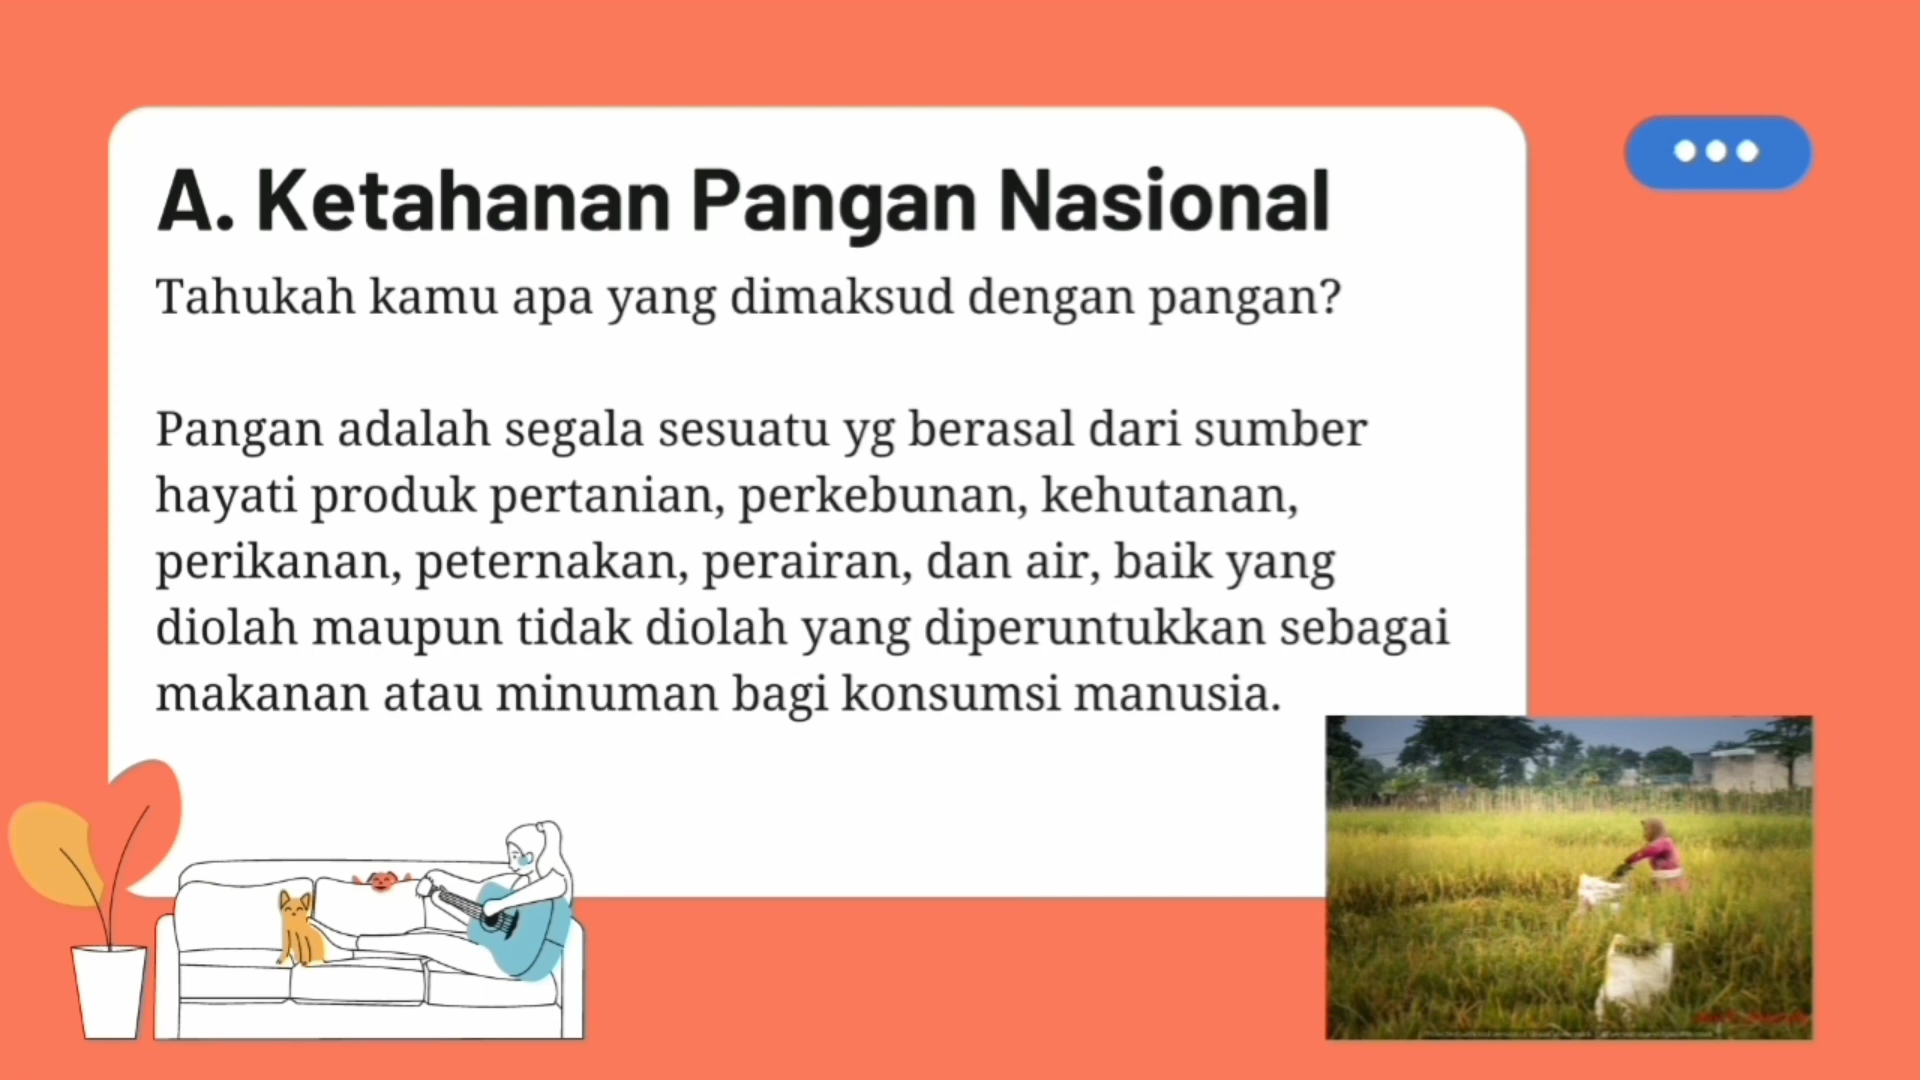 A. Ketahanan Pangan Nasional
Tahukah kamu apa yang dimaksud dengan pangan?
Pangan adalah segala sesuatu yg berasal dari sumber
hayati produk pertanian, perkebunan, kehutanan,
perikanan, peternakan, perairan, dan air, baik yang
diolah maupun tidak diolah yang diperuntukkan sebagai
makanan atau minuman bagi konsumsi manusia.